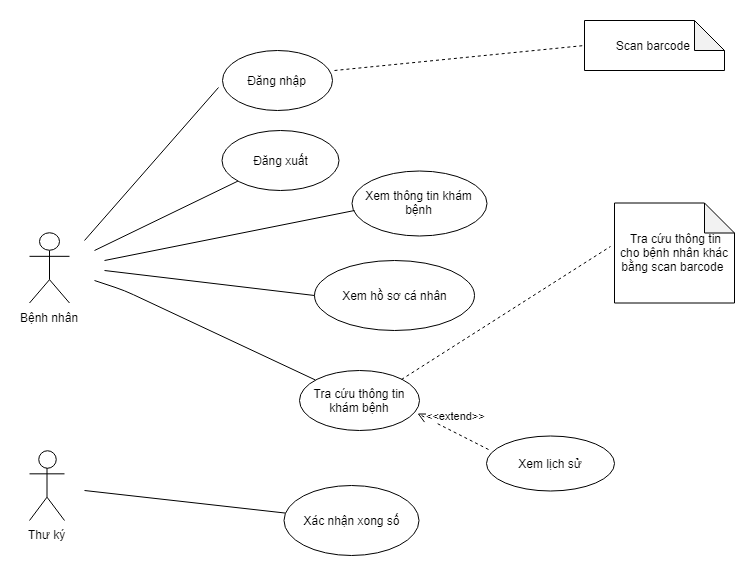 Scan barcode
Đăng nhập
Đăng xuất
Xem thông tin khám
bệnh
Tra cứu thông tin
cho bệnh nhân khác
bằng scan barcode
Xem hồ sơ cá nhân
Bệnh nhân
Tra cứu thông tin
khám bệnh
<<extend>>
Xem lịch sử
Xác nhận xong số
Thư ký